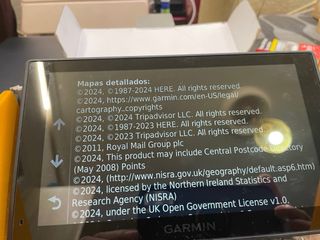 Mapas detallados:
©2024, ©1987-2024 HERE. All rights reserved.
©2024, https://www.garmin.com/en-US/legal/
cartography_copyrights
©2024, ©2024 Tripadvisor LLC. All rights reserved.
©2024, ©1987-2023 HERE. All rights reserved.
©2024, ©2023 Tripadvisor LLC. All rights reserved.
©2011, Royal Mail Group plc
©2024, This product may include Central Postcode Directory
(May 2008) Points
©2024, (http://www.nisra.gov.uk/geography/default.asp6.htm)
©2024, licensed by the Northern Ireland Statistics and
Research Agency (NISRA)
©2024, under the UK Open Government License v1.0.
GARMIN